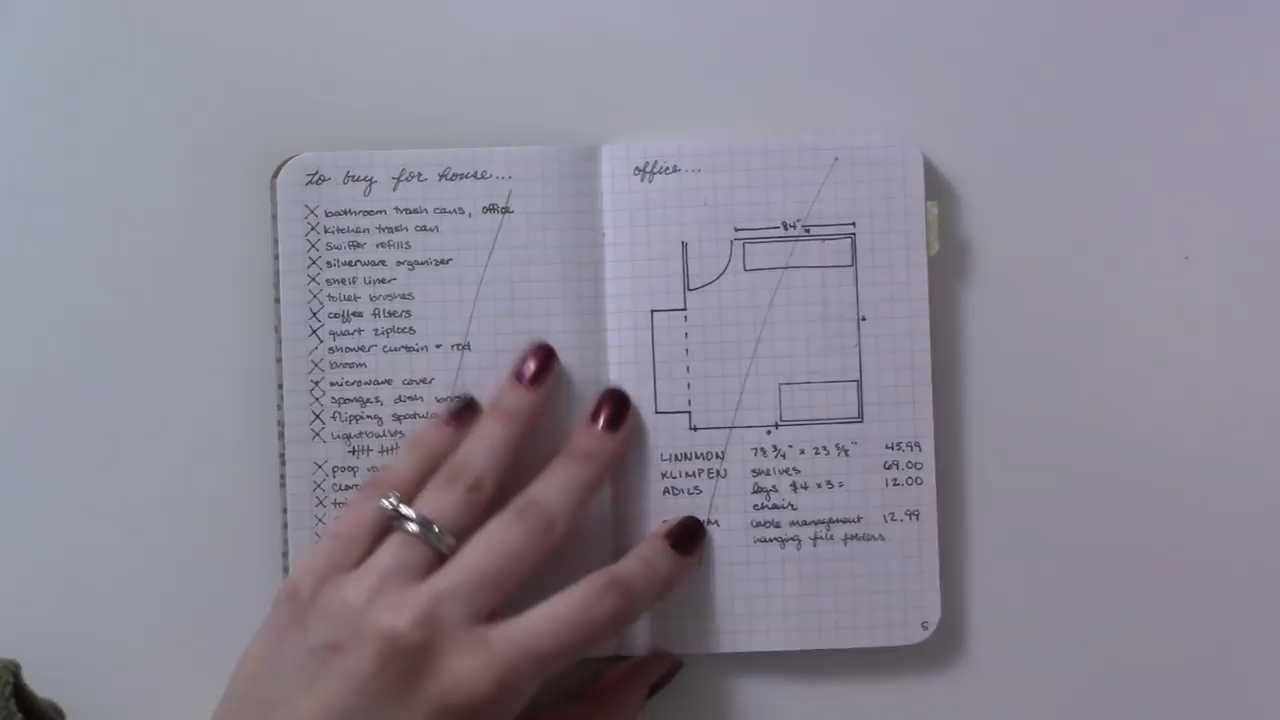 to buy for house...
bathroom trash cans, office
kitchen trash can
swiffer refills
silverware organizer
shelf liner
toilet brushes
coffee filters
quart ziplocs
shower curtain + rod
broom
microwave cover
sponges, dish
flipping
lightbulbs
poop
office...
84"
LINNMON 78 3/4" x 23 5/8" 45.99
KLIMPEN shelves 69.00
ADILS legs $4 x3= 12.00
chair
cable management 12.99
hanging file folders
5